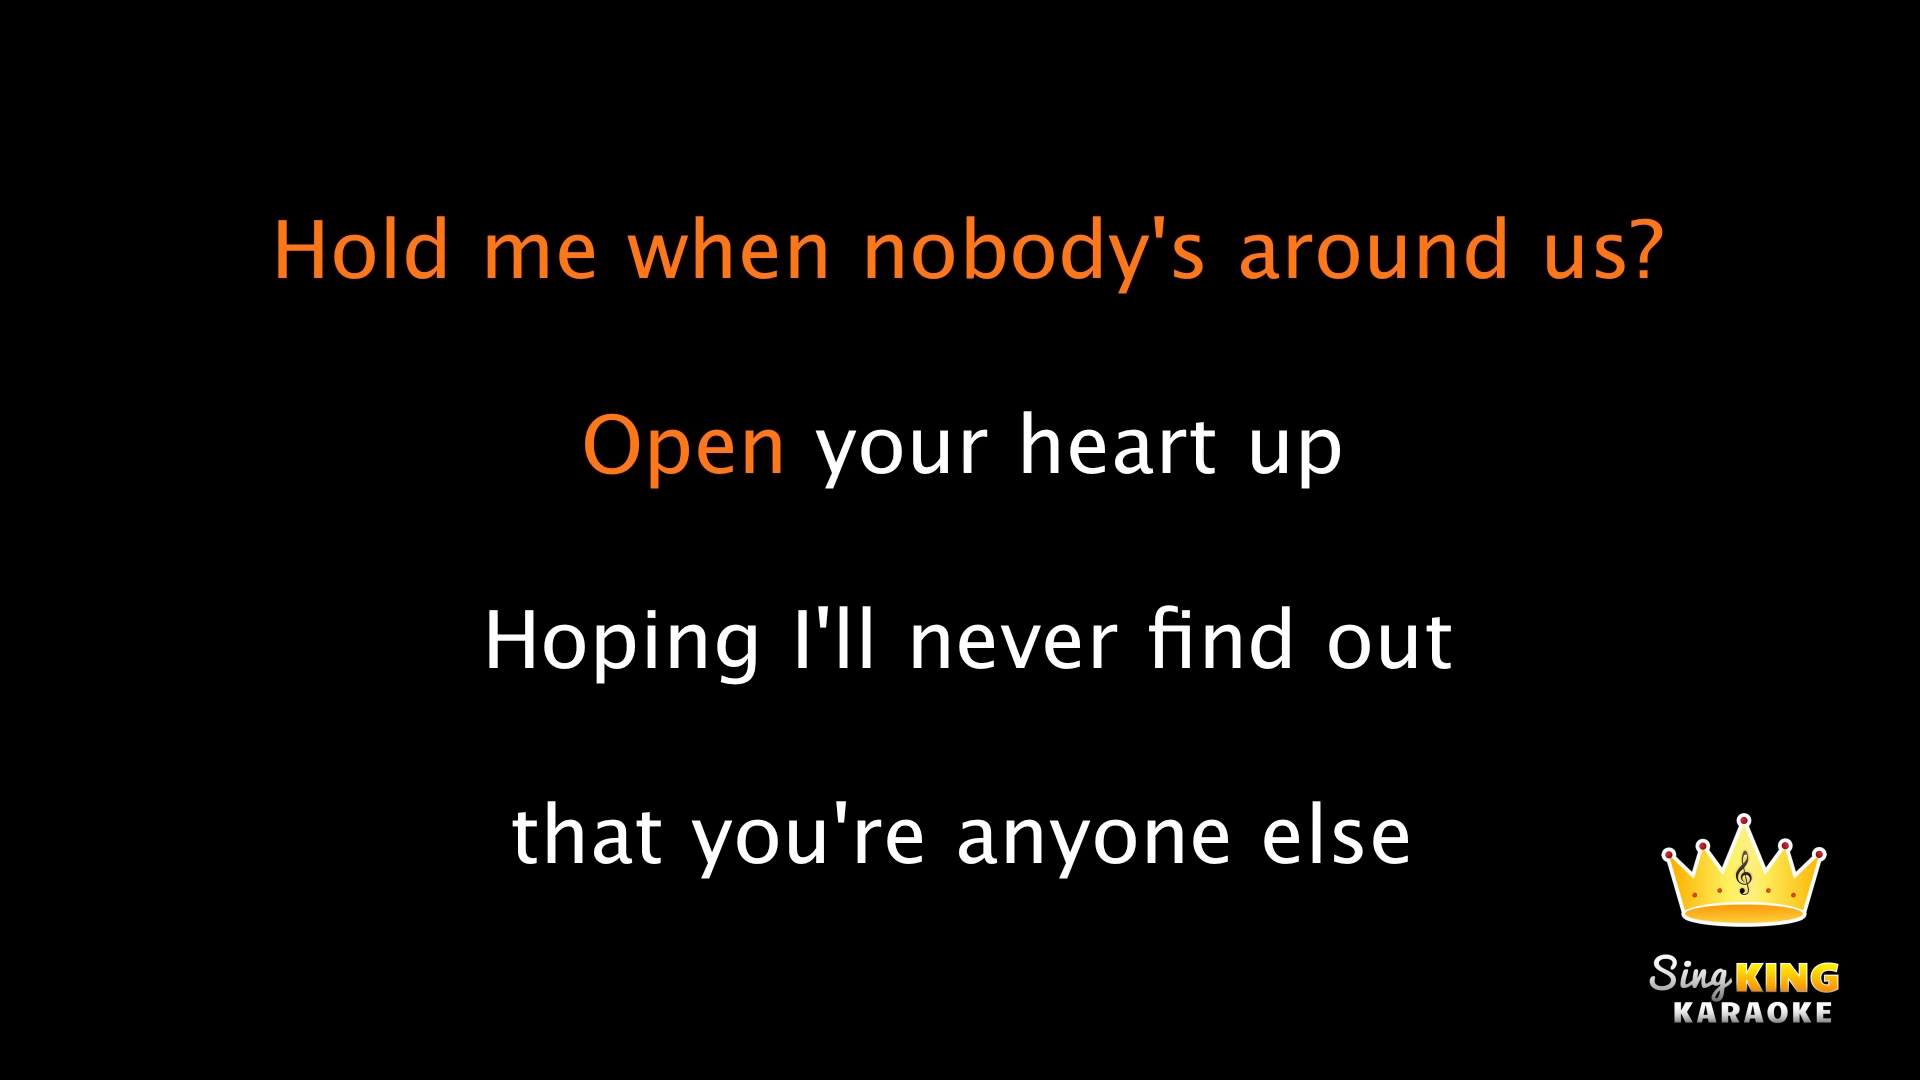 Hold me when nobody's around us?
Open your heart up
Hoping I'll never find out
that you're anyone else
Sing KING
KARAOKE